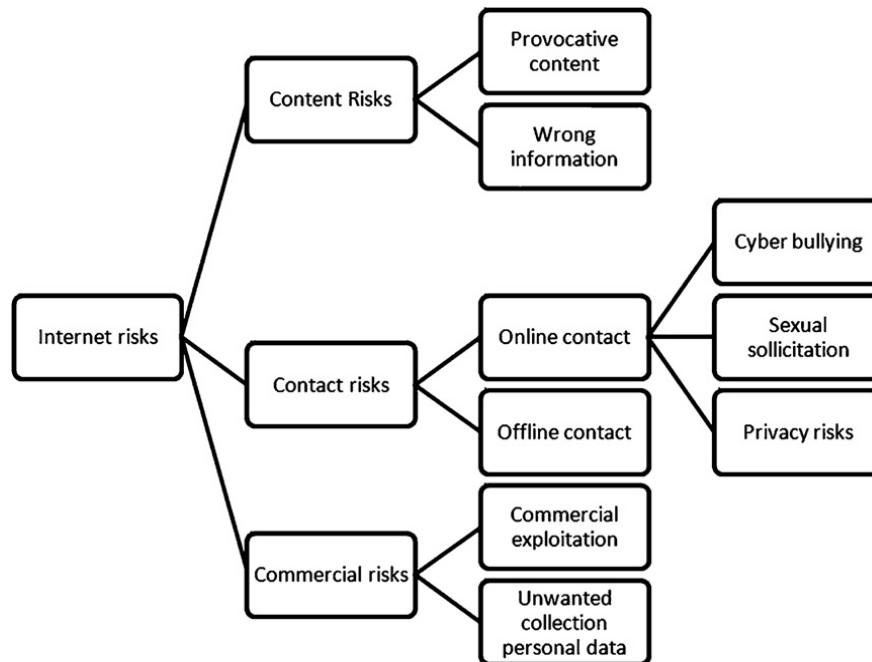 Internet risks
Content Risks
Provocative
content
Wrong
information
Contact risks
Online contact
Cyber bullying
Sexual
sollicitation
Privacy risks
Offline contact
Commercial risks
Commercial
exploitation
Unwanted
collection
personal data